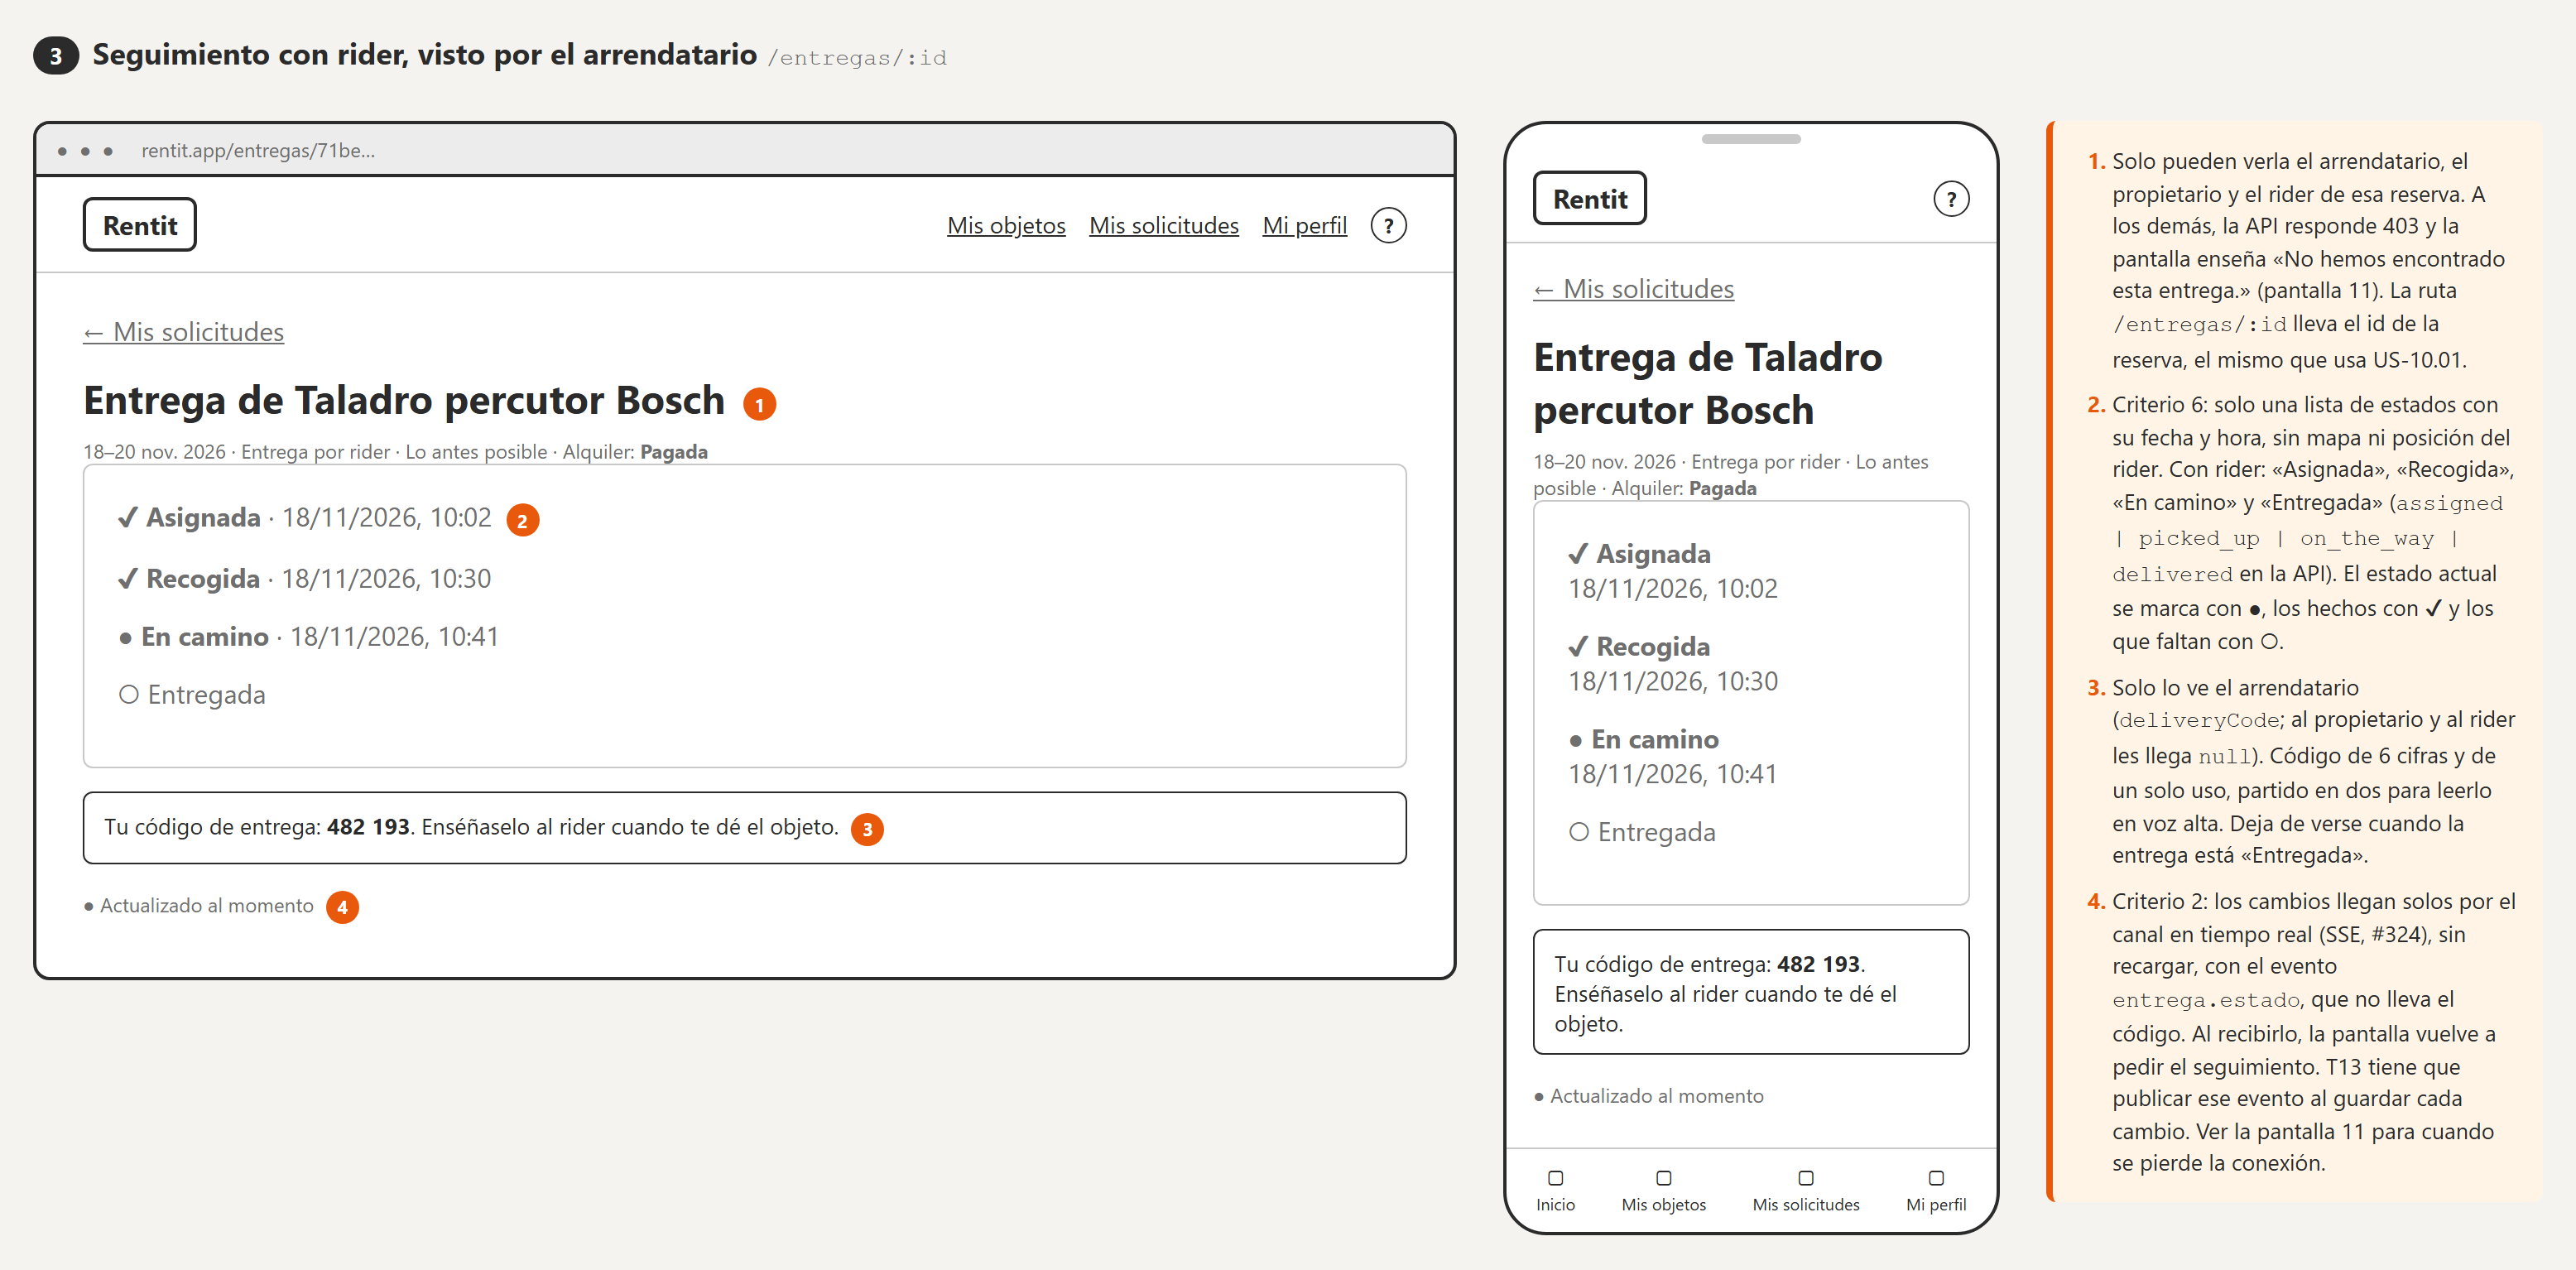 3 Seguimiento con rider, visto por el arrendatario /entregas/:id
rentit.app/entregas/71be...
Rentit
Mis objetos Mis solicitudes Mi perfil ?
← Mis solicitudes
Entrega de Taladro percutor Bosch 1
18–20 nov. 2026 · Entrega por rider · Lo antes posible · Alquiler: Pagada
✓ Asignada · 18/11/2026, 10:02 2
✓ Recogida · 18/11/2026, 10:30
● En camino · 18/11/2026, 10:41
○ Entregada
Tu código de entrega: 482 193. Enséñaselo al rider cuando te dé el objeto. 3
● Actualizado al momento 4
Rentit ?
← Mis solicitudes
Entrega de Taladro
percutor Bosch
18–20 nov. 2026 · Entrega por rider · Lo antes
posible · Alquiler: Pagada
✓ Asignada
18/11/2026, 10:02
✓ Recogida
18/11/2026, 10:30
● En camino
18/11/2026, 10:41
○ Entregada
Tu código de entrega: 482 193.
Enséñaselo al rider cuando te dé el
objeto.
● Actualizado al momento
Inicio Mis objetos Mis solicitudes Mi perfil
1. Solo pueden verla el arrendatario, el
propietario y el rider de esa reserva. A
los demás, la API responde 403 y la
pantalla enseña «No hemos encontrado
esta entrega.» (pantalla 11). La ruta
/entregas/:id lleva el id de la
reserva, el mismo que usa US-10.01.
2. Criterio 6: solo una lista de estados con
su fecha y hora, sin mapa ni posición del
rider. Con rider: «Asignada», «Recogida»,
«En camino» y «Entregada» (assigned
| picked_up | on_the_way |
delivered en la API). El estado actual
se marca con ●, los hechos con ✓ y los
que faltan con ○.
3. Solo lo ve el arrendatario
(deliveryCode; al propietario y al rider
les llega null). Código de 6 cifras y de
un solo uso, partido en dos para leerlo
en voz alta. Deja de verse cuando la
entrega está «Entregada».
4. Criterio 2: los cambios llegan solos por el
canal en tiempo real (SSE, #324), sin
recargar, con el evento
entrega.estado, que no lleva el
código. Al recibirlo, la pantalla vuelve a
pedir el seguimiento. T13 tiene que
publicar ese evento al guardar cada
cambio. Ver la pantalla 11 para cuando
se pierde la conexión.